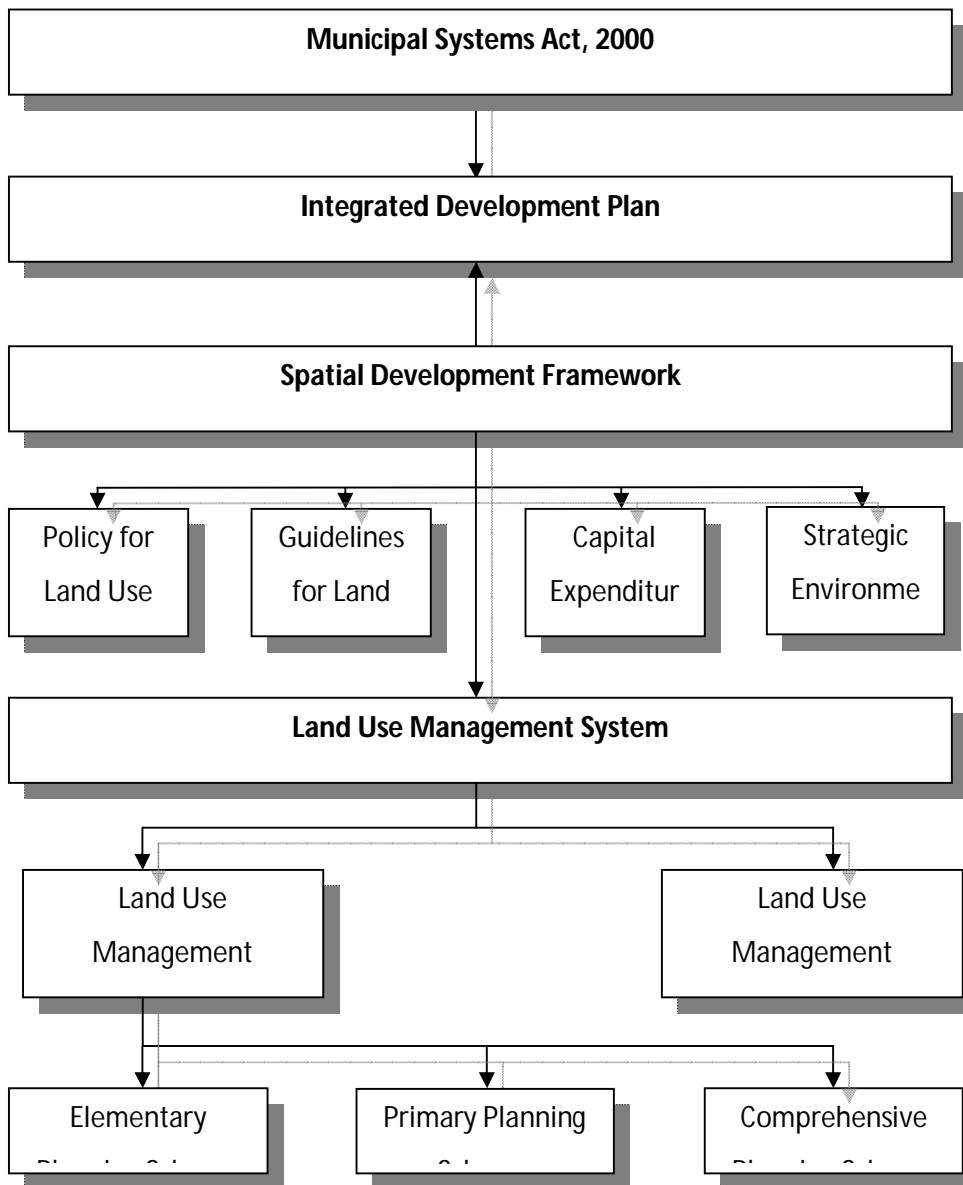 Municipal Systems Act, 2000
Integrated Development Plan
Spatial Development Framework
Policy for
Land Use
Guidelines
for Land
Capital
Expenditur
Strategic
Environme
Land Use Management System
Land Use
Management
Land Use
Management
Elementary
Primary Planning
Comprehensive